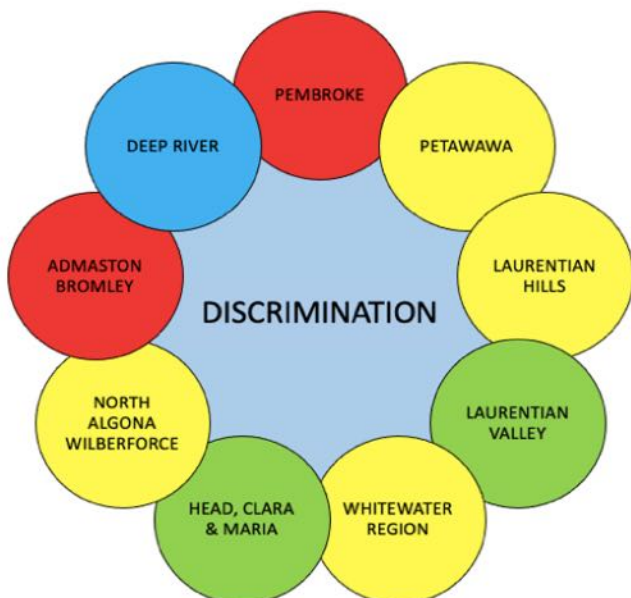 PEMBROKE
DEEP RIVER
PETAWAWA
ADMASTON
BROMLEY
LAURENTIAN
HILLS
DISCRIMINATION
NORTH
ALGONA
WILBERFORCE
LAURENTIAN
VALLEY
HEAD, CLARA
& MARIA
WHITEWATER
REGION